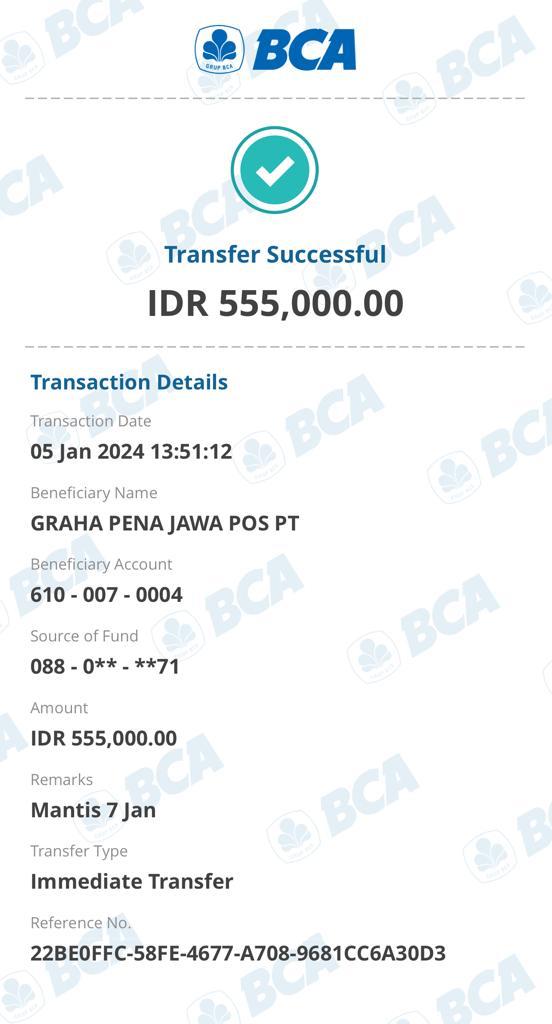 GRUP BCA
BCA
Transfer Successful
IDR 555,000.00
Transaction Details
Transaction Date
05 Jan 2024 13:51:12
Beneficiary Name
GRAHA PENA JAWA POS PT
Beneficiary Account
610 - 007 - 0004
Source of Fund
088 - 0** - **71
Amount
IDR 555,000.00
Remarks
Mantis 7 Jan
Transfer Type
Immediate Transfer
Reference No.
22BE0FFC-58FE-4677-A708-9681CC6A30D3